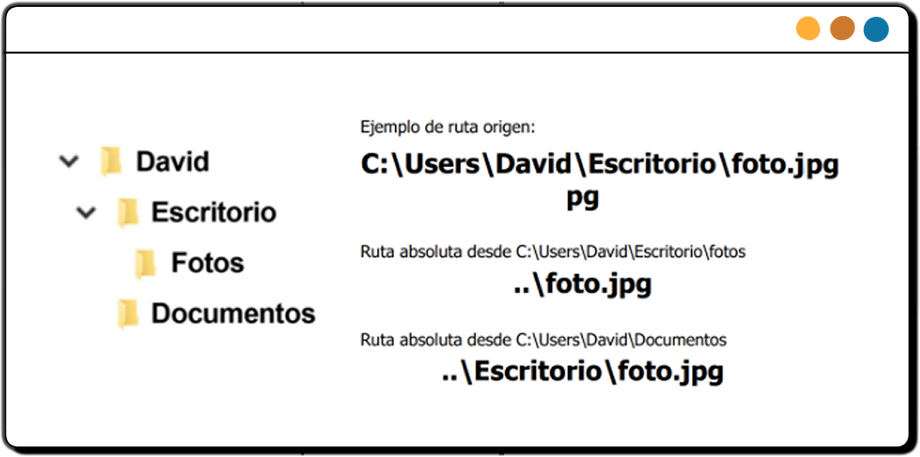 David
Escritorio
Fotos
Documentos
Ejemplo de ruta origen:
C:\Users\David\Escritorio\foto.jpg
pg
Ruta absoluta desde C:\Users\David\Escritorio\fotos
..\foto.jpg
Ruta absoluta desde C:\Users\David\Documentos
..\Escritorio\foto.jpg